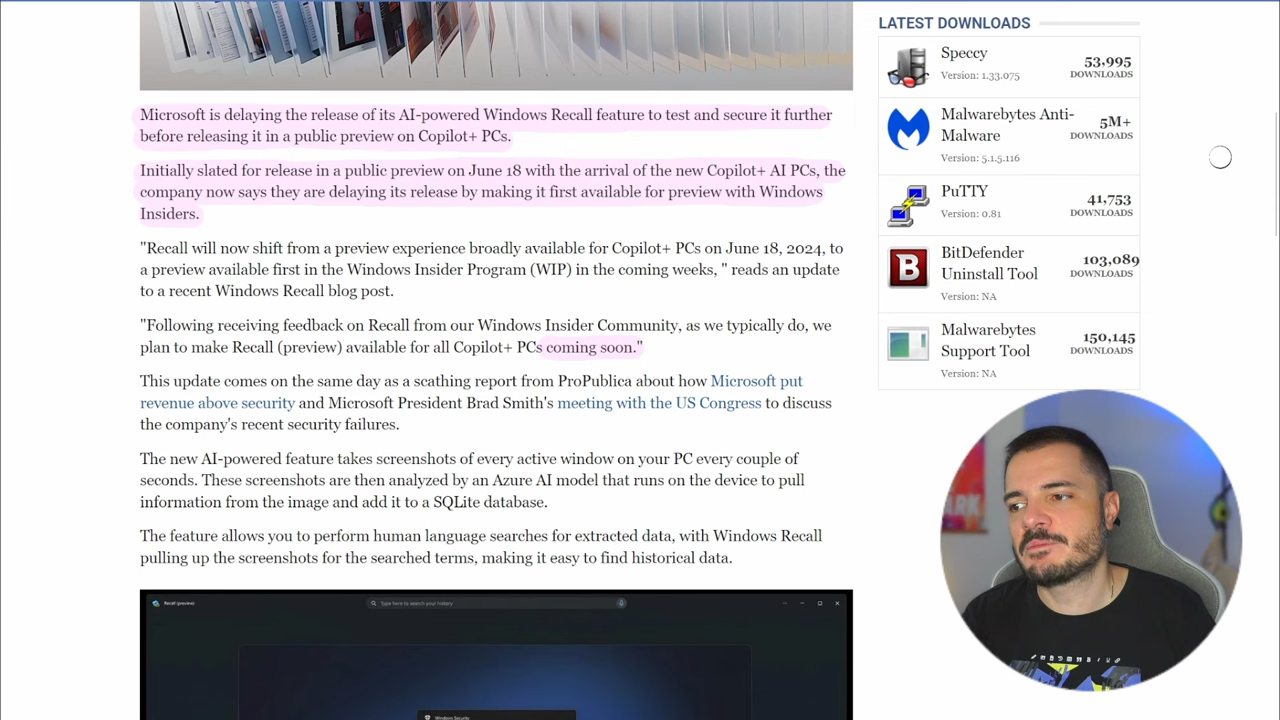 Microsoft is delaying the release of its AI-powered Windows Recall feature to test and secure it further
before releasing it in a public preview on Copilot+ PCs.
Initially slated for release in a public preview on June 18 with the arrival of the new Copilot+ AI PCs, the
company now says they are delaying its release by making it first available for preview with Windows
Insiders.
"Recall will now shift from a preview experience broadly available for Copilot+ PCs on June 18, 2024, to
a preview available first in the Windows Insider Program (WIP) in the coming weeks, " reads an update
to a recent Windows Recall blog post.
"Following receiving feedback on Recall from our Windows Insider Community, as we typically do, we
plan to make Recall (preview) available for all Copilot+ PCs coming soon."
This update comes on the same day as a scathing report from ProPublica about how Microsoft put
revenue above security and Microsoft President Brad Smith's meeting with the US Congress to discuss
the company's recent security failures.
The new AI-powered feature takes screenshots of every active window on your PC every couple of
seconds. These screenshots are then analyzed by an Azure AI model that runs on the device to pull
information from the image and add it to a SQLite database.
The feature allows you to perform human language searches for extracted data, with Windows Recall
pulling up the screenshots for the searched terms, making it easy to find historical data.
Recall (preview)
Type here to search your history
Windows Security
LATEST DOWNLOADS
Speccy
Version: 1.33.075
53,995
DOWNLOADS
Malwarebytes Anti-
Malware
Version: 5.1.5.116
5M+
DOWNLOADS
PuTTY
Version: 0.81
41,753
DOWNLOADS
BitDefender
Uninstall Tool
Version: NA
103,089
DOWNLOADS
Malwarebytes
Support Tool
Version: NA
150,145
DOWNLOADS